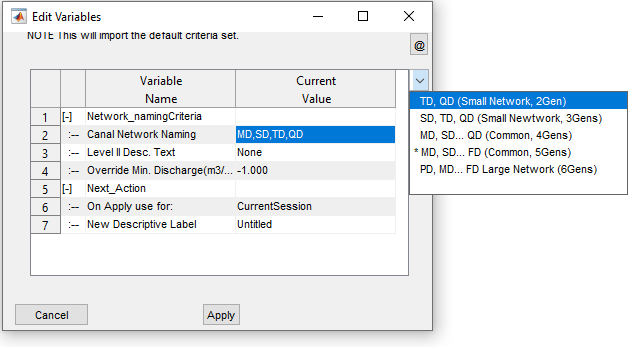 Edit Variables
NOTE This will import the default criteria set.
@
Variable Name
Current Value
1 [-] Network_namingCriteria
2 :-- Canal Network Naming MD,SD,TD,QD
3 :-- Level II Desc. Text None
4 :-- Override Min. Discharge(m3/... -1.000
5 [-] Next_Action
6 :-- On Apply use for: CurrentSession
7 :-- New Descriptive Label Untitled
TD, QD (Small Network, 2Gen)
SD, TD, QD (Small Newtwork, 3Gens)
MD, SD... QD (Common, 4Gens)
* MD, SD... FD (Common, 5Gens)
PD, MD... FD Large Network (6Gens)
Cancel
Apply